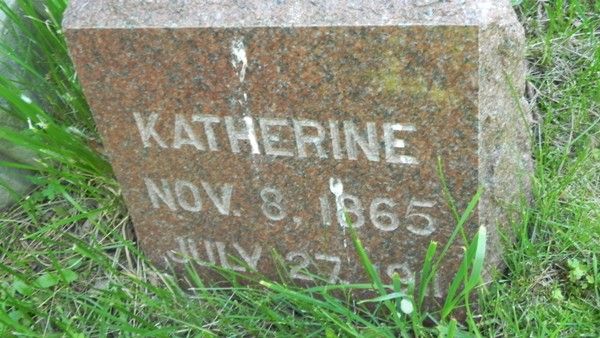 KATHERINE
NOV. 8, 1865
JULY 27,